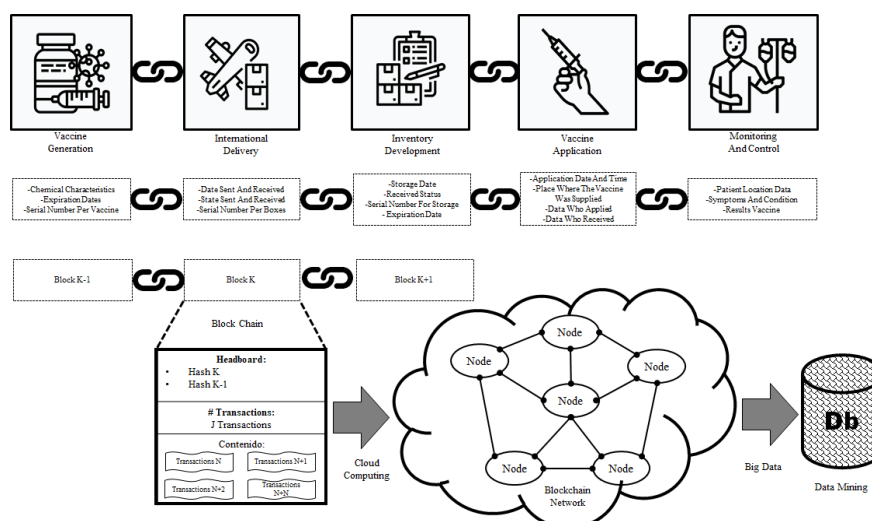 Vaccine
Generation
International
Delivery
Inventory
Development
Vaccine
Application
Monitoring
And Control
-Chemical Characteristics
-Expiration Dates
-Serial Number Per Vaccine
-Date Sent And Received
-State Sent And Received
-Serial Number Per Boxes
-Storage Date
-Received Status
-Serial Number For Storage
-Expiration Date
-Application Date And Time
-Place Where The Vaccine
Was Supplied
-Data Who Applied
-Data Who Received
-Patient Location Data
-Symptoms And Condition
-Results Vaccine
Block K-1
Block K
Block K+1
Block Chain
Headboard:
▪ Hash K
▪ Hash K-1
# Transactions:
J Transactions
Contenido:
Transactions N
Transactions N+1
Transactions N+2
Transactions
N+N
Cloud
Computing
Node
Node
Node
Node
Node
Node
Blockchain
Network
Big Data
Db
Data Mining